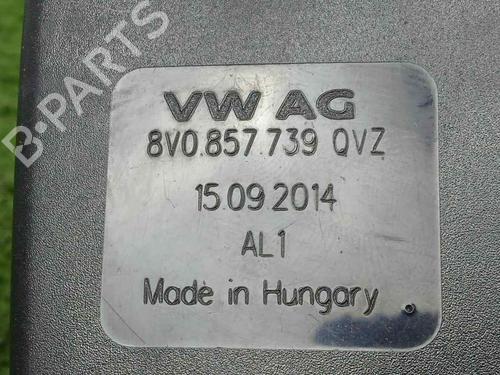 B-PARTS
VW AG
8V0.857.739 QVZ
15.09.2014
AL1
Made in Hungary